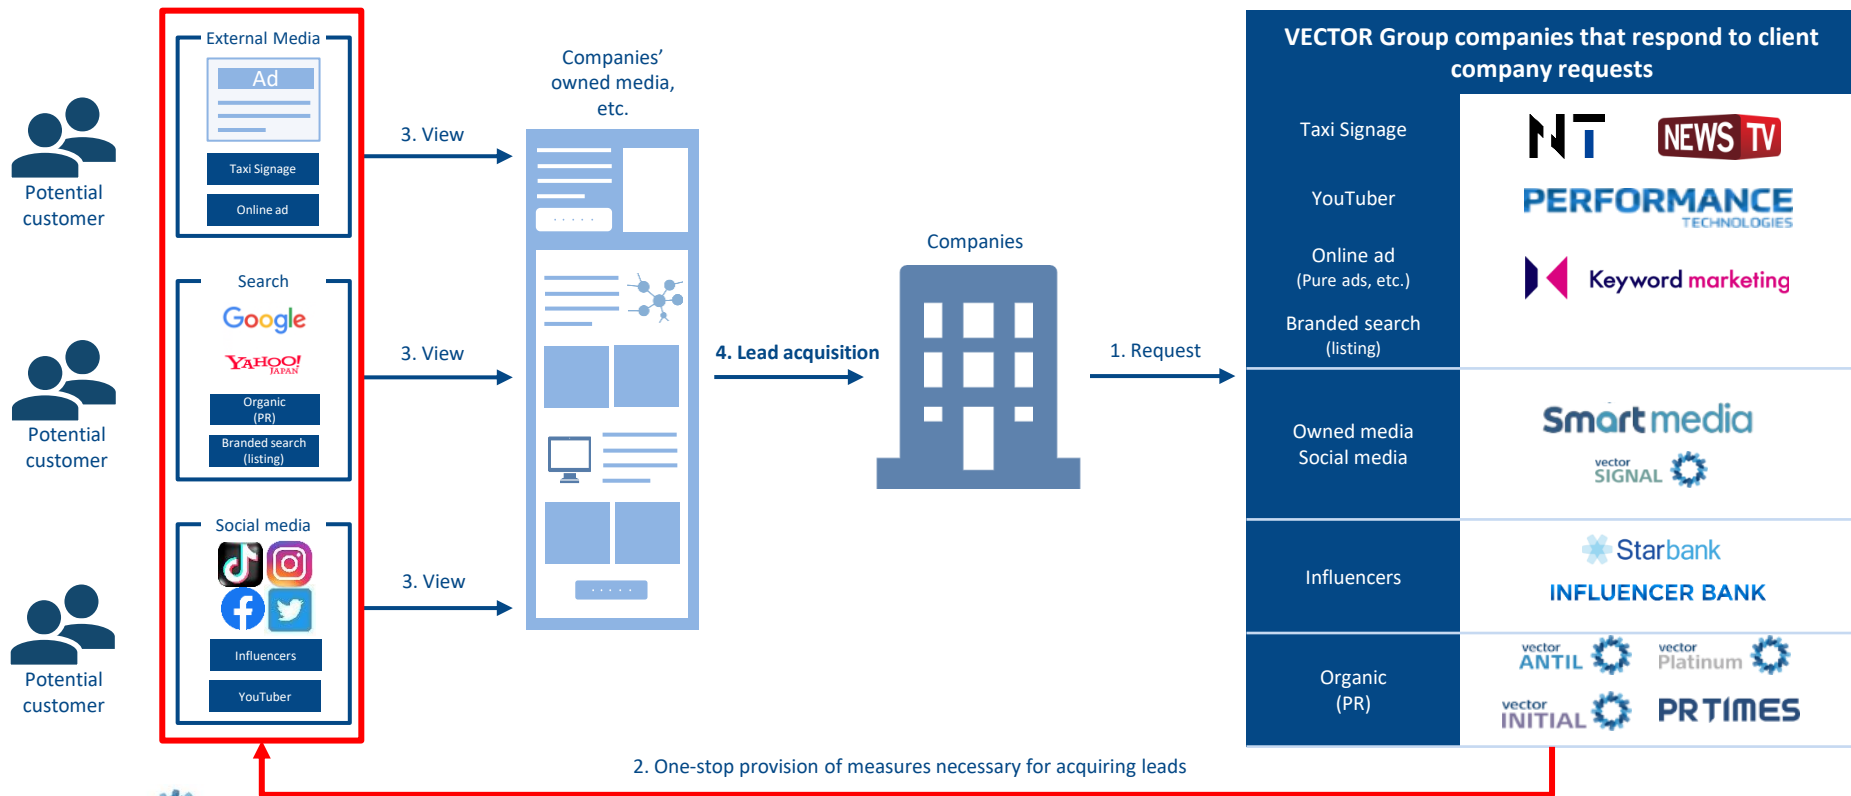 External Media
Ad
Taxi Signage
Online ad
Potential
customer
3. View
Search
Google
YAHOO!
JAPAN
Organic
(PR)
Branded search
(listing)
Potential
customer
3. View
Social media
Influencers
YouTuber
Potential
customer
3. View
Companies’
owned media,
etc.
4. Lead acquisition
Companies
1. Request
VECTOR Group companies that respond to client
company requests
Taxi Signage
NT
NEWS TV
YouTuber
PERFORMANCE
TECHNOLOGIES
Online ad
(Pure ads, etc.)
Keyword marketing
Branded search
(listing)
Owned media
Social media
Smartmedia
vector
SIGNAL
Influencers
Starbank
INFLUENCER BANK
Organic
(PR)
vector
ANTIL
vector
Platinum
vector
INITIAL
PR TIMES
2. One-stop provision of measures necessary for acquiring leads